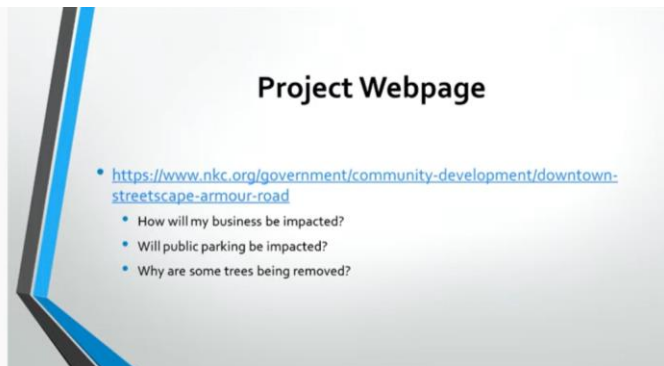 Project Webpage
https://www.nkc.org/government/community-development/downtown-
streetscape-armour-road
How will my business be impacted?
Will public parking be impacted?
Why are some trees being removed?